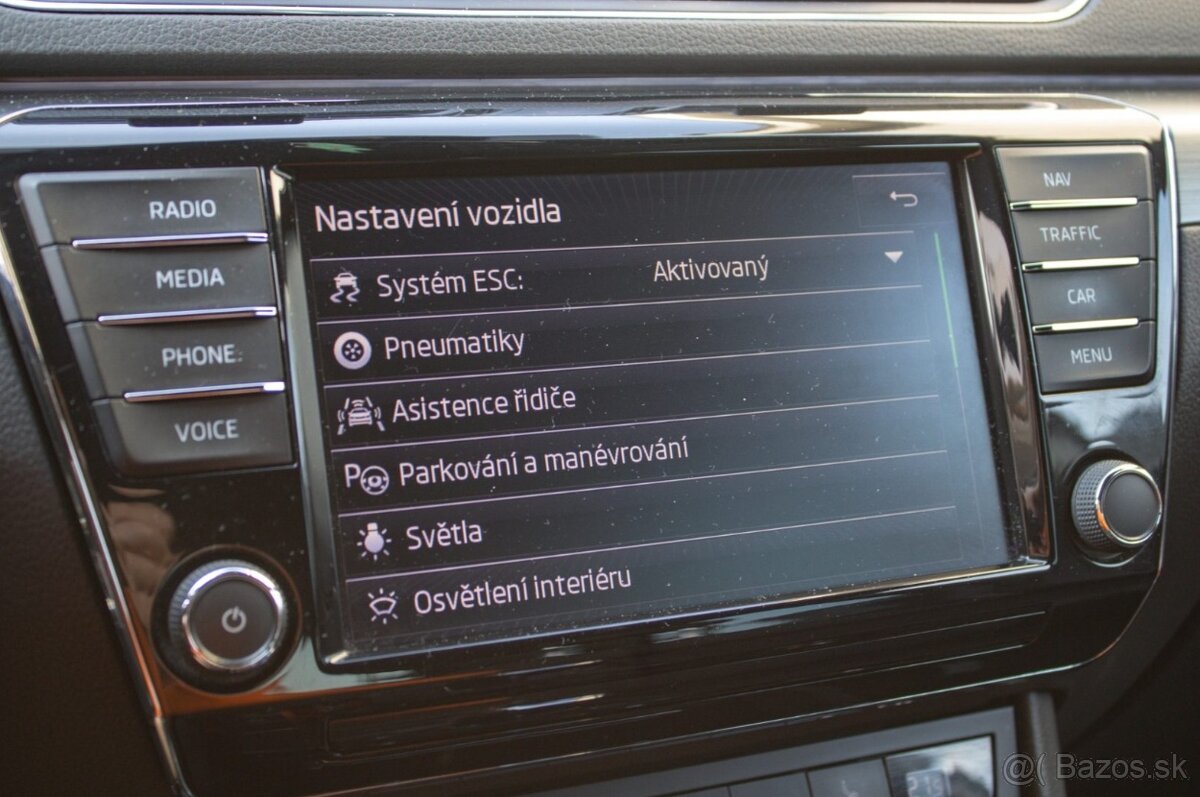 RADIO
MEDIA
PHONE
VOICE
Nastavení vozidla
Systém ESC: Aktivovaný
Pneumatiky
Asistence řidiče
P Parkování a manévrování
Světla
Osvětlení interiéru
NAV
TRAFFIC
CAR
MENU
@( Bazos.sk